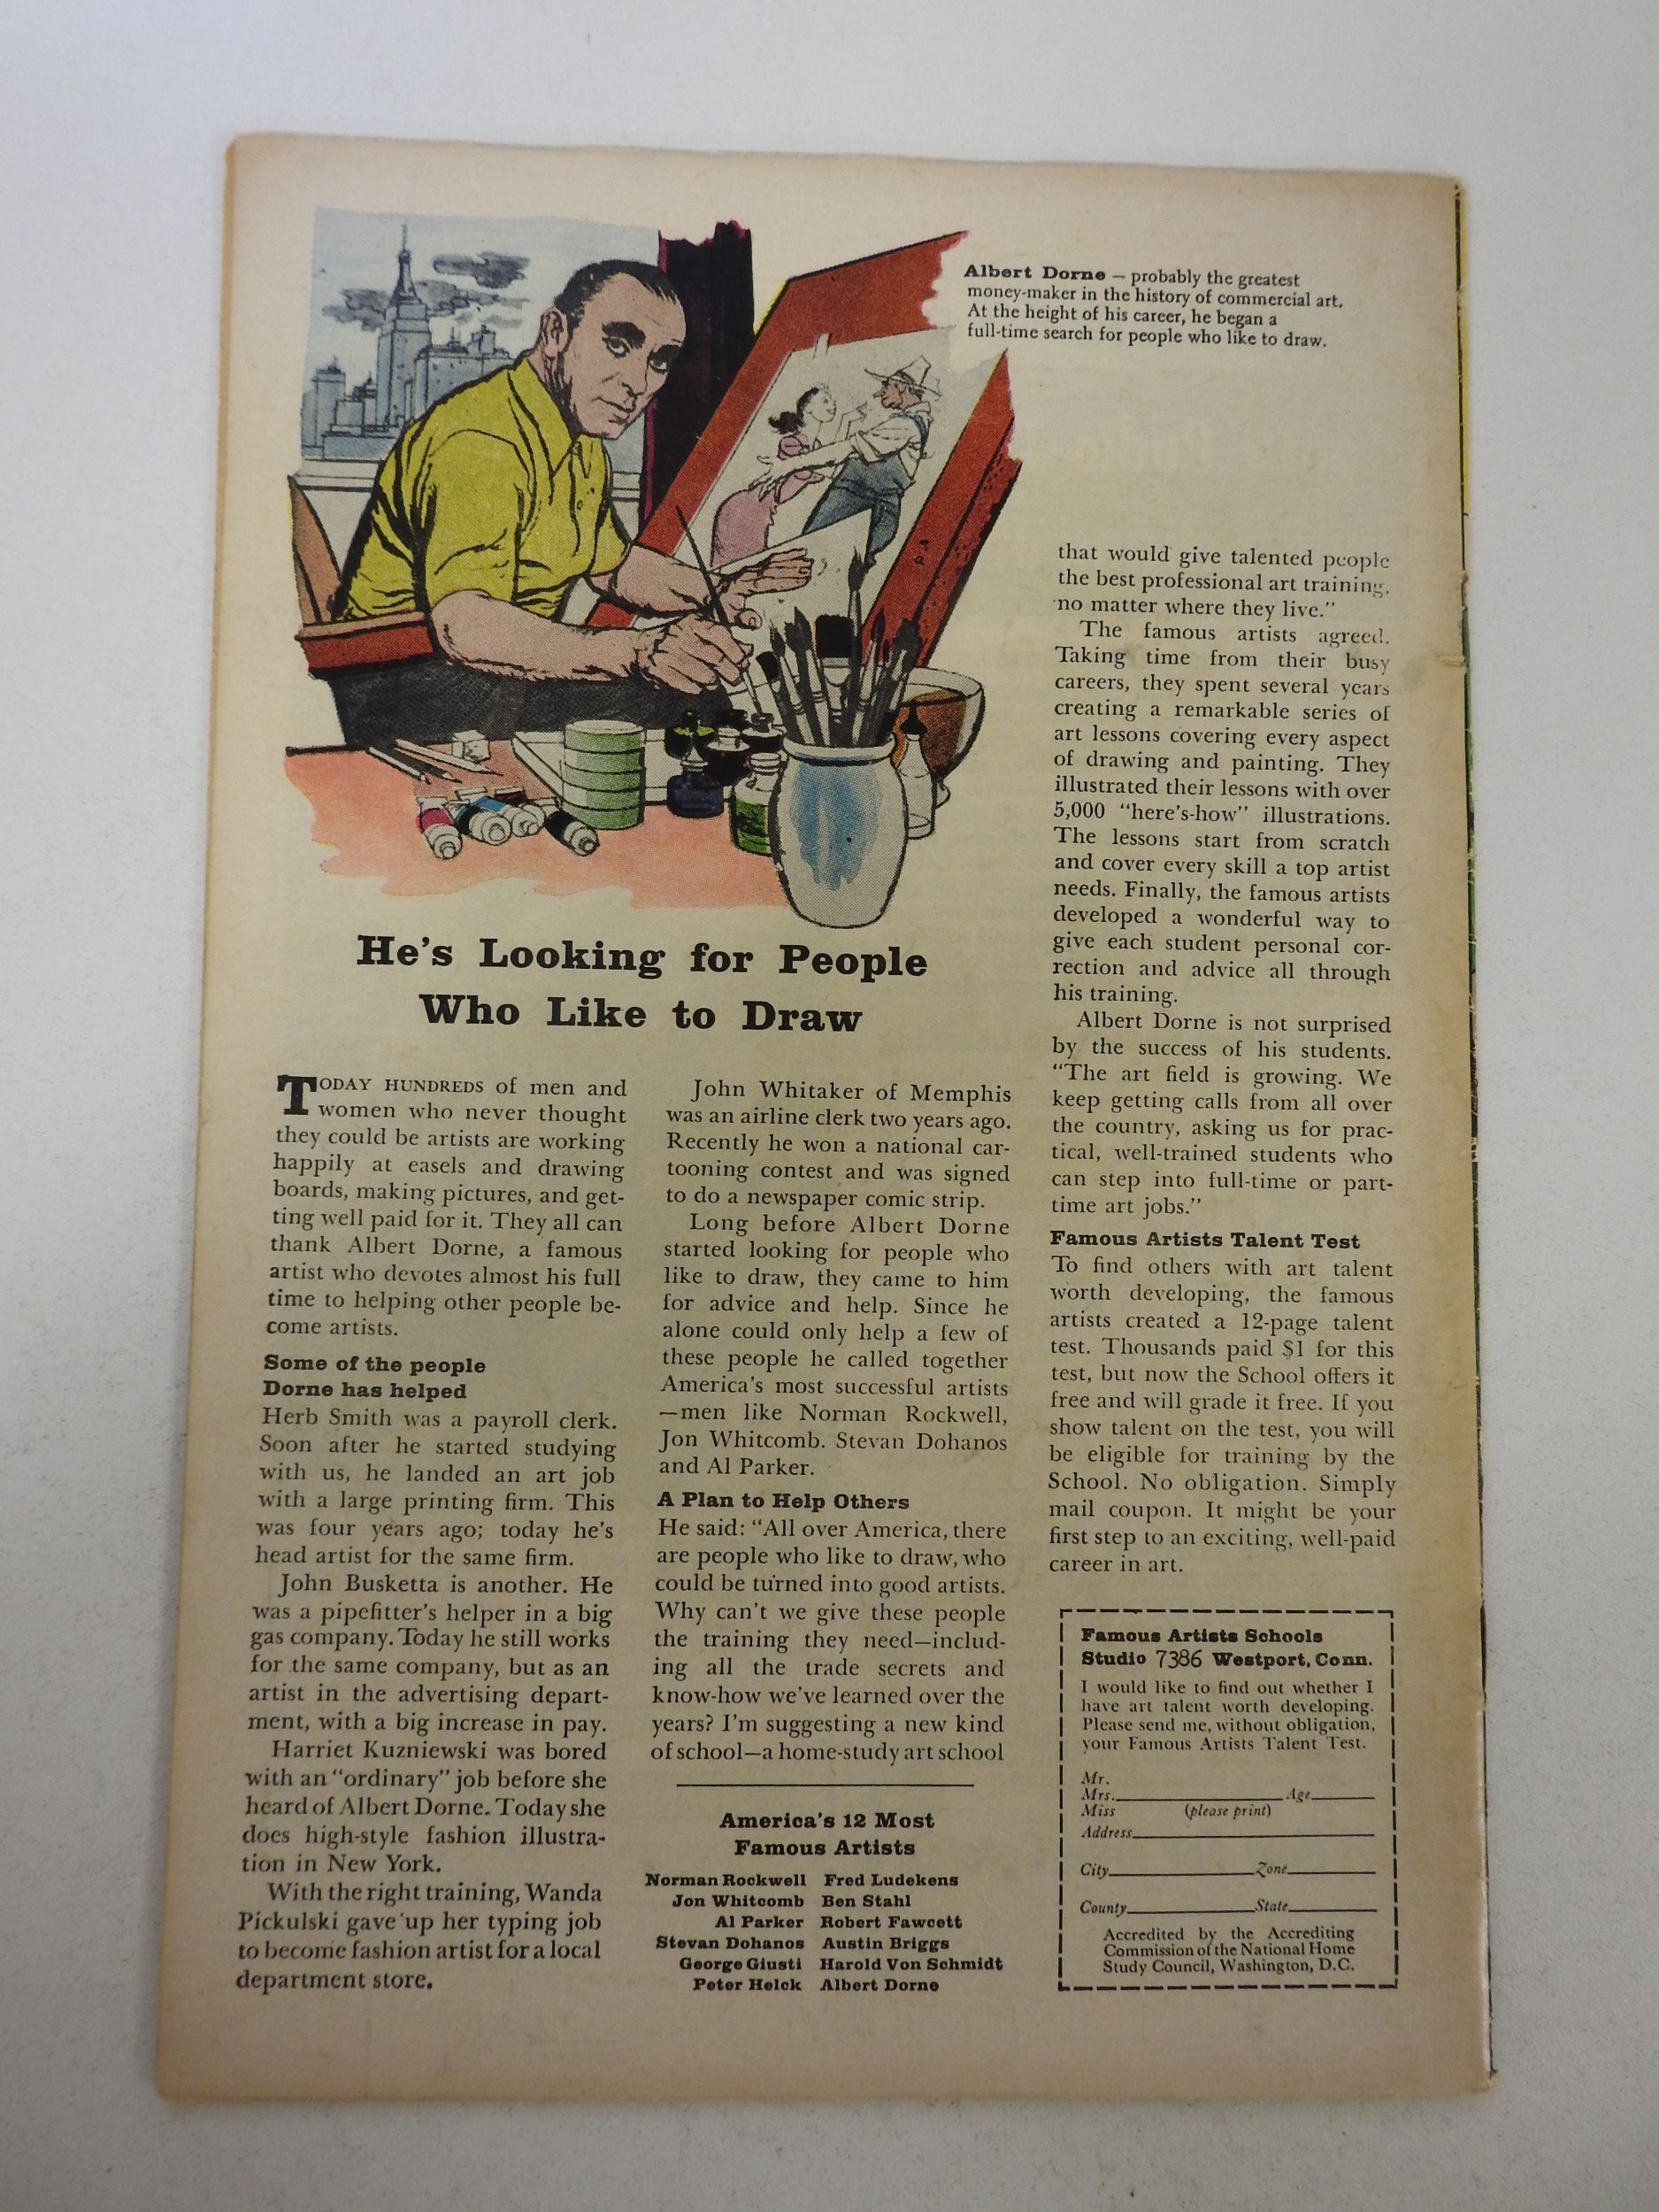 Albert Dorne — probably the greatest
money-maker in the history of commercial art.
At the height of his career, he began a
full-time search for people who like to draw.
He's Looking for People
Who Like to Draw
TODAY HUNDREDS of men and
women who never thought
they could be artists are working
happily at easels and drawing
boards, making pictures, and get-
ting well paid for it. They all can
thank Albert Dorne, a famous
artist who devotes almost his full
time to helping other people be-
come artists.
Some of the people
Dorne has helped
Herb Smith was a payroll clerk.
Soon after he started studying
with us, he landed an art job
with a large printing firm. This
was four years ago; today he's
head artist for the same firm.
John Busketta is another. He
was a pipefitter's helper in a big
gas company. Today he still works
for the same company, but as an
artist in the advertising depart-
ment, with a big increase in pay.
Harriet Kuzniewski was bored
with an "ordinary" job before she
heard of Albert Dorne. Today she
does high-style fashion illustra-
tion in New York.
With the right training, Wanda
Pickulski gave up her typing job
to become fashion artist for a local
department store.
John Whitaker of Memphis
was an airline clerk two years ago.
Recently he won a national car-
tooning contest and was signed
to do a newspaper comic strip.
Long before Albert Dorne
started looking for people who
like to draw, they came to him
for advice and help. Since he
alone could only help a few of
these people he called together
America's most successful artists
—men like Norman Rockwell,
Jon Whitcomb. Stevan Dohanos
and Al Parker.
A Plan to Help Others
He said: "All over America, there
are people who like to draw, who
could be turned into good artists.
Why can't we give these people
the training they need—includ-
ing all the trade secrets and
know-how we've learned over the
years? I'm suggesting a new kind
of school—a home-study art school
America's 12 Most
Famous Artists
Norman Rockwell Fred Ludekens
Jon Whitcomb Ben Stahl
Al Parker Robert Fawcett
Stevan Dohanos Austin Briggs
George Giusti Harold Von Schmidt
Peter Helck Albert Dorne
that would give talented people
the best professional art training,
no matter where they live."
The famous artists agreed.
Taking time from their busy
careers, they spent several years
creating a remarkable series of
art lessons covering every aspect
of drawing and painting. They
illustrated their lessons with over
5,000 "here's-how" illustrations.
The lessons start from scratch
and cover every skill a top artist
needs. Finally, the famous artists
developed a wonderful way to
give each student personal cor-
rection and advice all through
his training.
Albert Dorne is not surprised
by the success of his students.
"The art field is growing. We
keep getting calls from all over
the country, asking us for prac-
tical, well-trained students who
can step into full-time or part-
time art jobs."
Famous Artists Talent Test
To find others with art talent
worth developing, the famous
artists created a 12-page talent
test. Thousands paid $1 for this
test, but now the School offers it
free and will grade it free. If you
show talent on the test, you will
be eligible for training by the
School. No obligation. Simply
mail coupon. It might be your
first step to an exciting, well-paid
career in art.
Famous Artists Schools
Studio 7386 Westport, Conn.
I would like to find out whether I
have art talent worth developing.
Please send me, without obligation,
your Famous Artists Talent Test.
Mr.
Mrs. Age
Miss (please print)
Address
City Zone
County State
Accredited by the Accrediting
Commission of the National Home
Study Council, Washington, D.C.